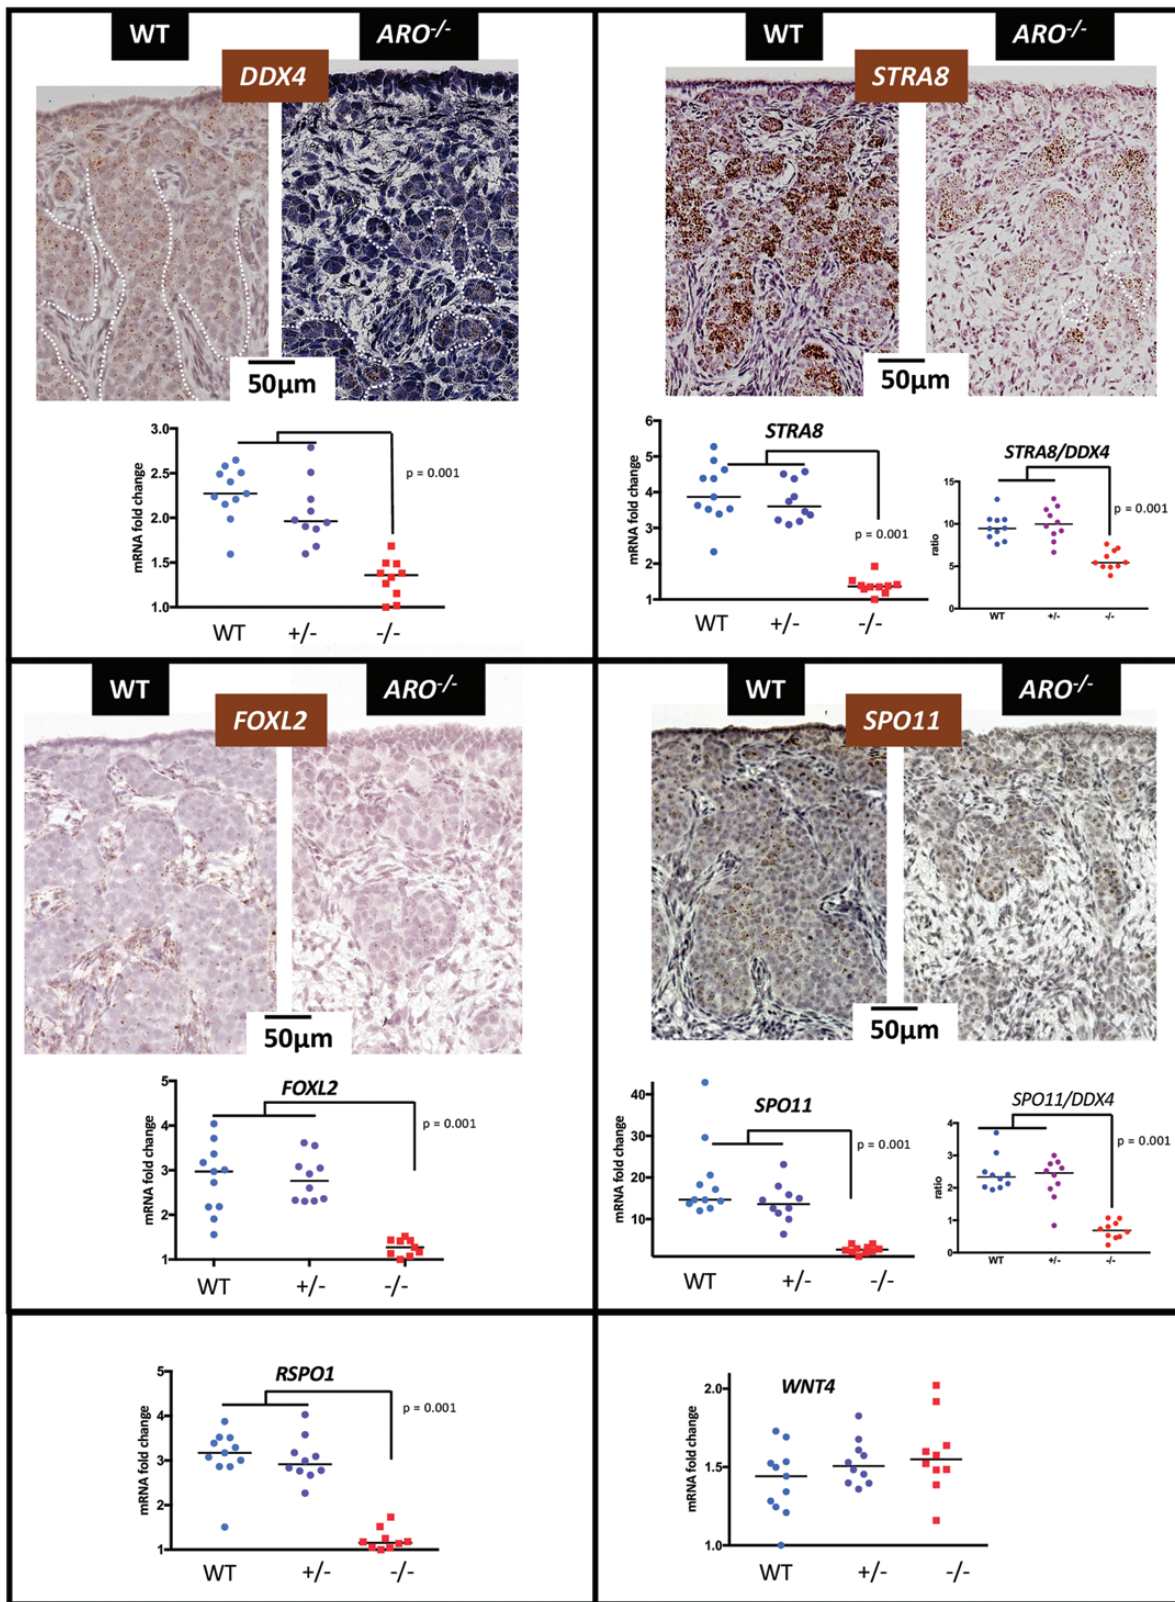 WT ARO-/-
DDX4
50µm
3.0
2.5
2.0
1.5
1.0
mRNA fold change
p = 0.001
WT +/- -/-
WT ARO-/-
STRA8
50µm
STRA8
6
5
4
3
2
1
mRNA fold change
p = 0.001
WT +/- -/-
STRA8/DDX4
15
10
5
0
ratio
p = 0.001
WT +/- -/-
WT ARO-/-
FOXL2
50µm
FOXL2
5
4
3
2
1
mRNA fold change
p = 0.001
WT +/- -/-
WT ARO-/-
SPO11
50µm
SPO11
40
30
20
10
mRNA fold change
p = 0.001
WT +/- -/-
SPO11/DDX4
4
3
2
1
0
ratio
p = 0.001
WT +/- -/-
RSPO1
5
4
3
2
1
mRNA fold change
p = 0.001
WT +/- -/-
WNT4
2.0
1.5
1.0
mRNA fold change
WT +/- -/-